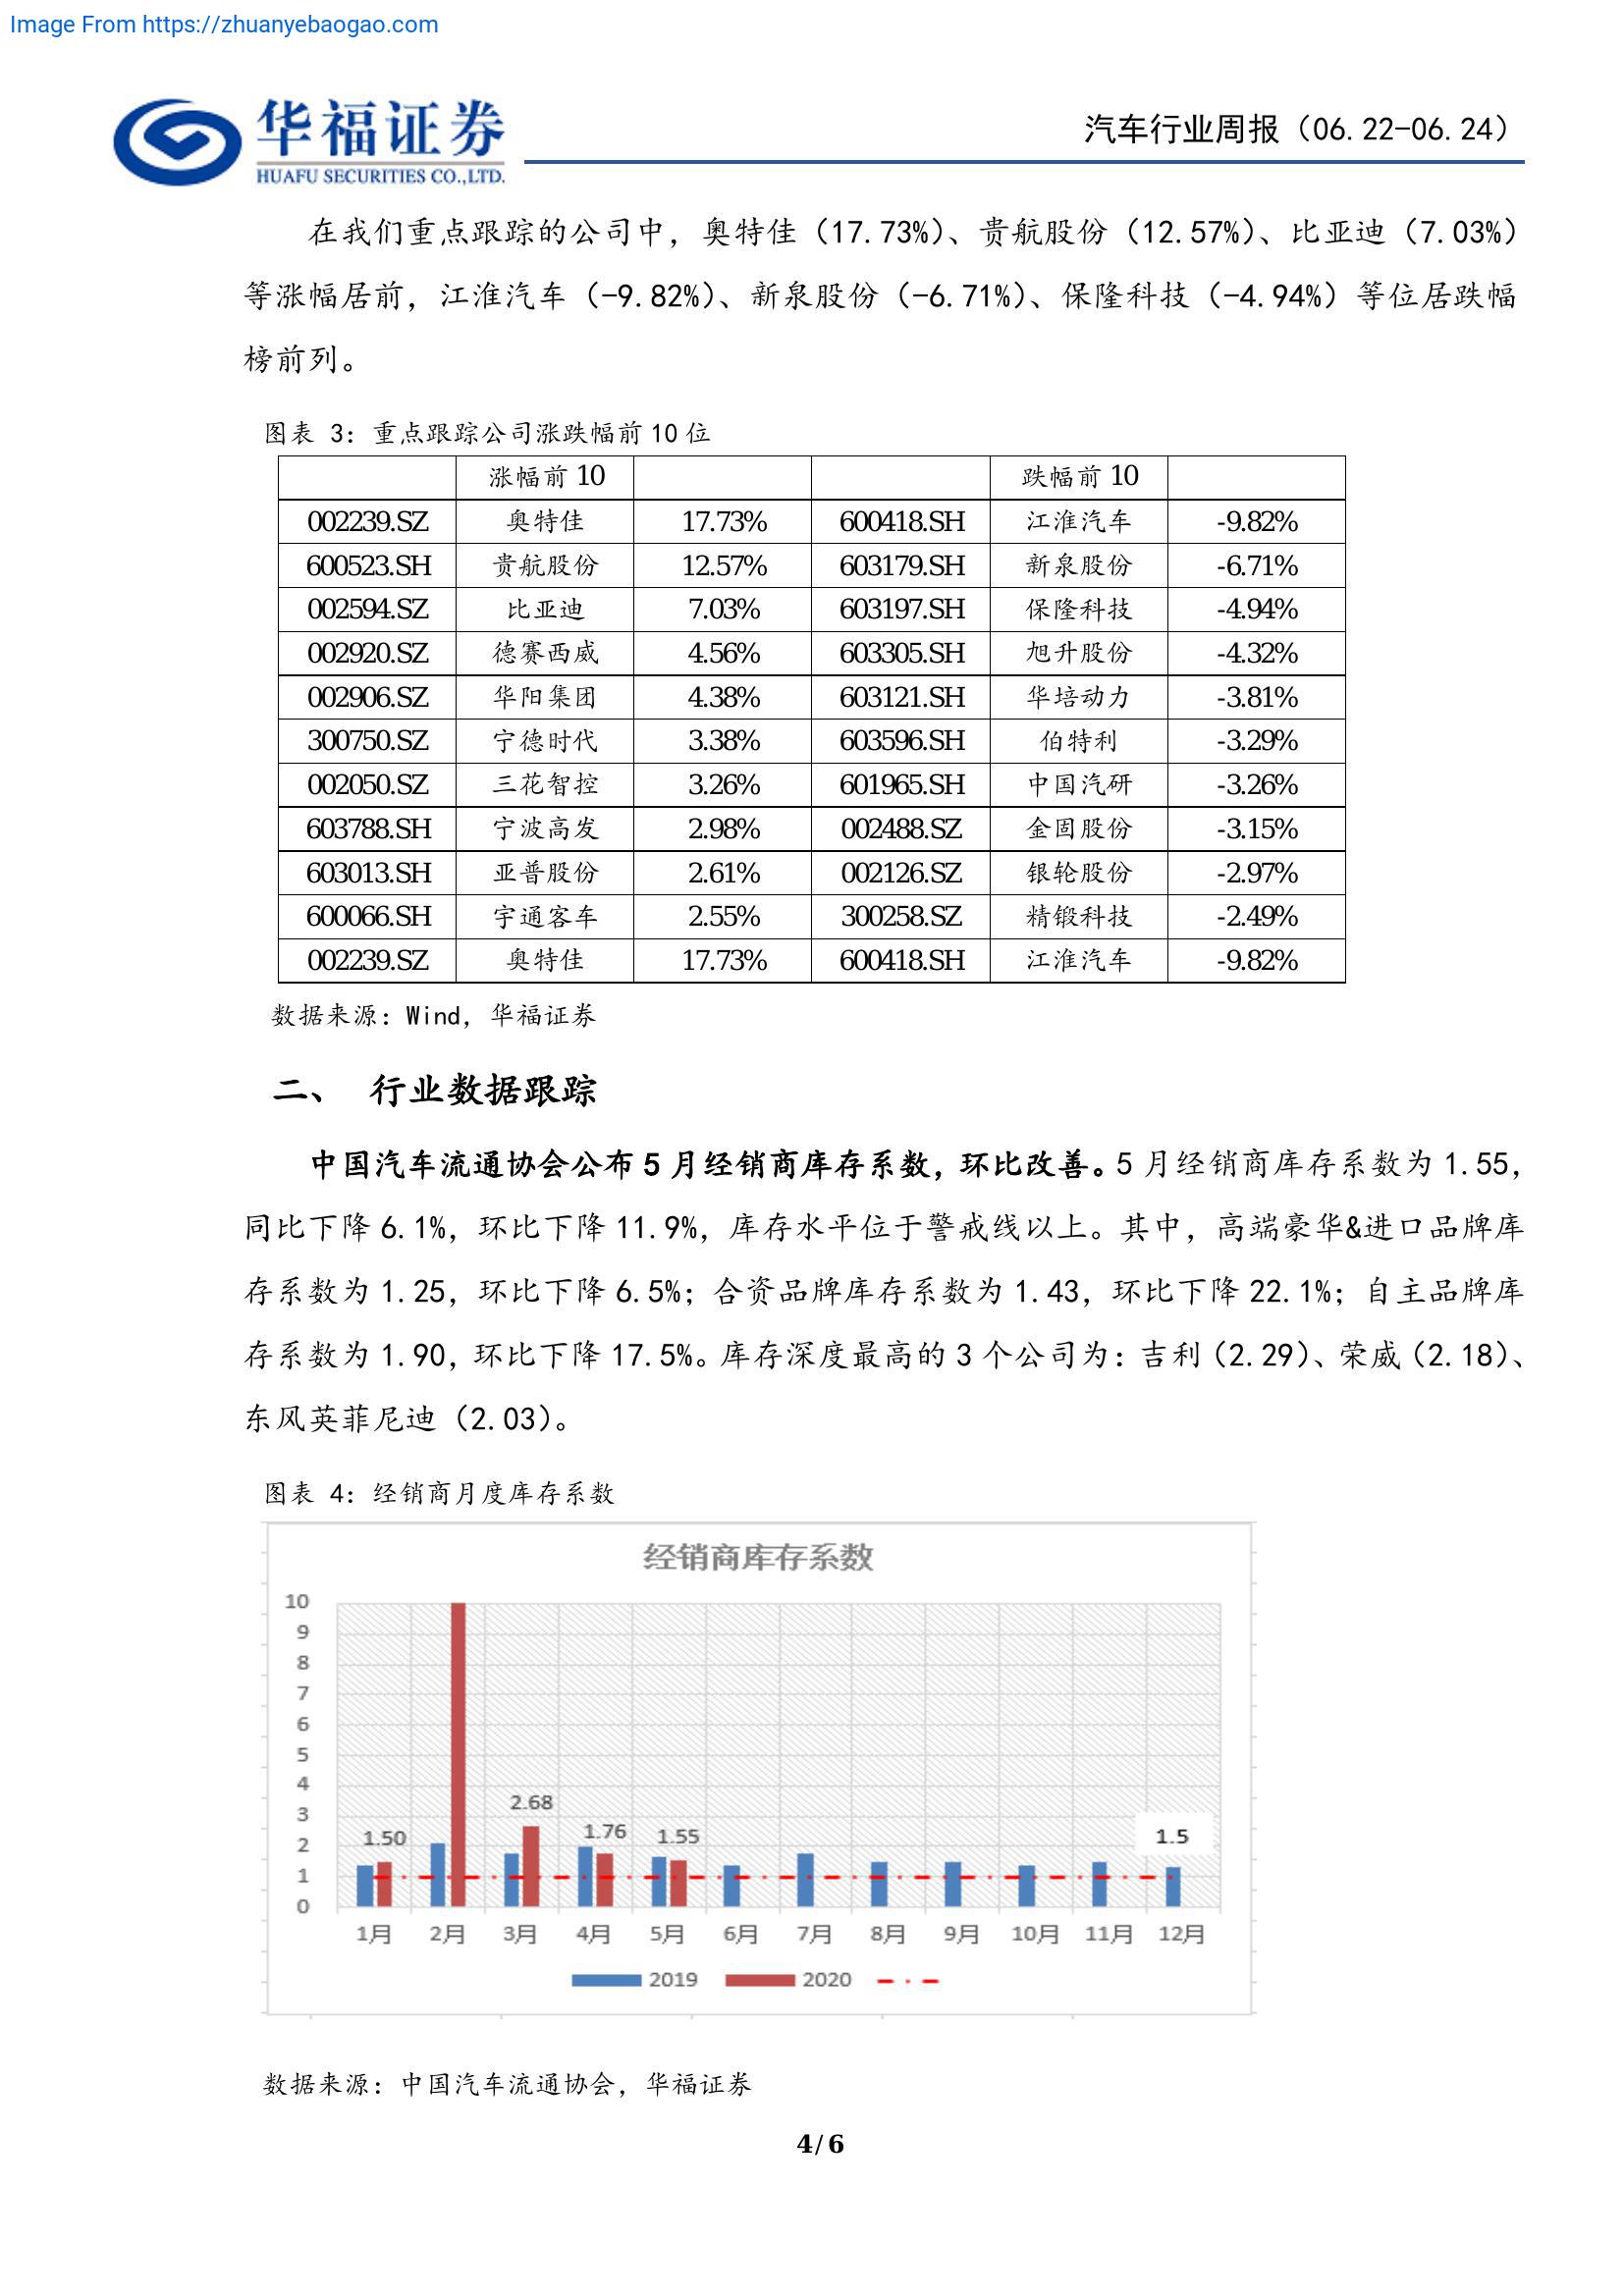 Image From https://zhuanyebaogao.com
华福证券
HUAFU SECURITIES CO.,LTD.
汽车行业周报（06.22-06.24）
在我们重点跟踪的公司中，奥特佳（17.73%）、贵航股份（12.57%）、比亚迪（7.03%）
等涨幅居前，江淮汽车（-9.82%）、新泉股份（-6.71%）、保隆科技（-4.94%）等位居跌幅
榜前列。
图表 3：重点跟踪公司涨跌幅前 10 位
涨幅前 10 跌幅前 10
002239.SZ 奥特佳 17.73% 600418.SH 江淮汽车 -9.82%
600523.SH 贵航股份 12.57% 603179.SH 新泉股份 -6.71%
002594.SZ 比亚迪 7.03% 603197.SH 保隆科技 -4.94%
002920.SZ 德赛西威 4.56% 603305.SH 旭升股份 -4.32%
002906.SZ 华阳集团 4.38% 603121.SH 华培动力 -3.81%
300750.SZ 宁德时代 3.38% 603596.SH 伯特利 -3.29%
002050.SZ 三花智控 3.26% 601965.SH 中国汽研 -3.26%
603788.SH 宁波高发 2.98% 002488.SZ 金固股份 -3.15%
603013.SH 亚普股份 2.61% 002126.SZ 银轮股份 -2.97%
600066.SH 宇通客车 2.55% 300258.SZ 精锻科技 -2.49%
002239.SZ 奥特佳 17.73% 600418.SH 江淮汽车 -9.82%
数据来源：Wind，华福证券
二、 行业数据跟踪
中国汽车流通协会公布 5 月经销商库存系数，环比改善。5 月经销商库存系数为 1.55，
同比下降 6.1%，环比下降 11.9%，库存水平位于警戒线以上。其中，高端豪华&进口品牌库
存系数为 1.25，环比下降 6.5%；合资品牌库存系数为 1.43，环比下降 22.1%；自主品牌库
存系数为 1.90，环比下降 17.5%。库存深度最高的 3 个公司为：吉利（2.29）、荣威（2.18）、
东风英菲尼迪（2.03）。
图表 4：经销商月度库存系数
经销商库存系数
10
9
8
7
6
5
4
3
2
1
0
1.50
2.68
1.76
1.55
1.5
1月 2月 3月 4月 5月 6月 7月 8月 9月 10月 11月 12月
2019 2020
数据来源：中国汽车流通协会，华福证券
4/6